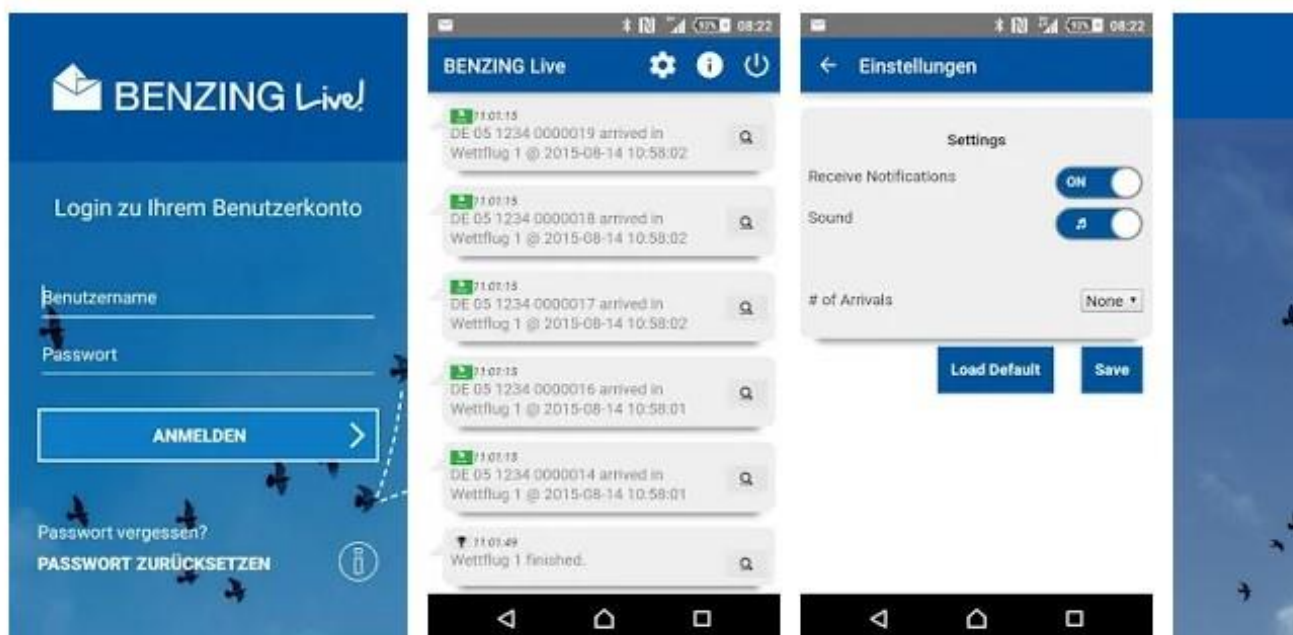 BENZING Live!
Login zu Ihrem Benutzerkonto
Benutzername
Passwort
ANMELDEN
Passwort vergessen?
PASSWORT ZURÜCKSETZEN
93% 08:22
BENZING Live
11:01:15
DE 05 1234 0000019 arrived in
Wettflug 1 @ 2015-08-14 10:58:02
11:01:15
DE 05 1234 0000018 arrived in
Wettflug 1 @ 2015-08-14 10:58:02
11:01:15
DE 05 1234 0000017 arrived in
Wettflug 1 @ 2015-08-14 10:58:02
11:01:15
DE 05 1234 0000016 arrived in
Wettflug 1 @ 2015-08-14 10:58:01
11:01:15
DE 05 1234 0000014 arrived in
Wettflug 1 @ 2015-08-14 10:58:01
11:01:49
Wettflug 1 finished.
93% 08:22
Einstellungen
Settings
Receive Notifications
ON
Sound
# of Arrivals
None
Load Default
Save